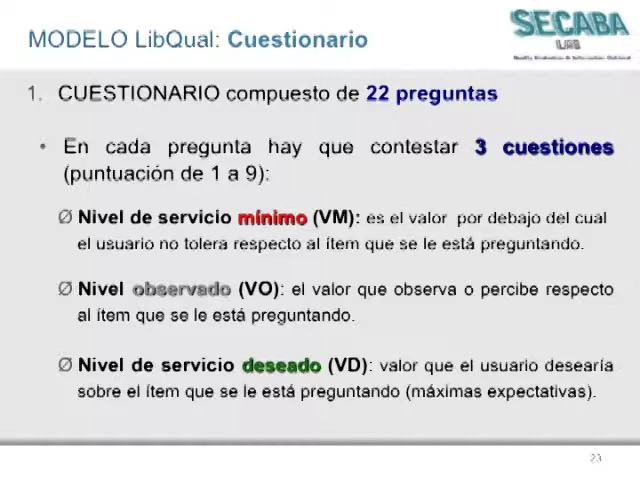 MODELO LibQual: Cuestionario
SECABA
LAB
1. CUESTIONARIO compuesto de 22 preguntas
• En cada pregunta hay que contestar 3 cuestiones
(puntuación de 1 a 9):
Ø Nivel de servicio mínimo (VM): es el valor por debajo del cual
el usuario no tolera respecto al ítem que se le está preguntando.
Ø Nivel observado (VO): el valor que observa o percibe respecto
al ítem que se le está preguntando.
Ø Nivel de servicio deseado (VD): valor que el usuario desearía
sobre el ítem que se le está preguntando (máximas expectativas).
23